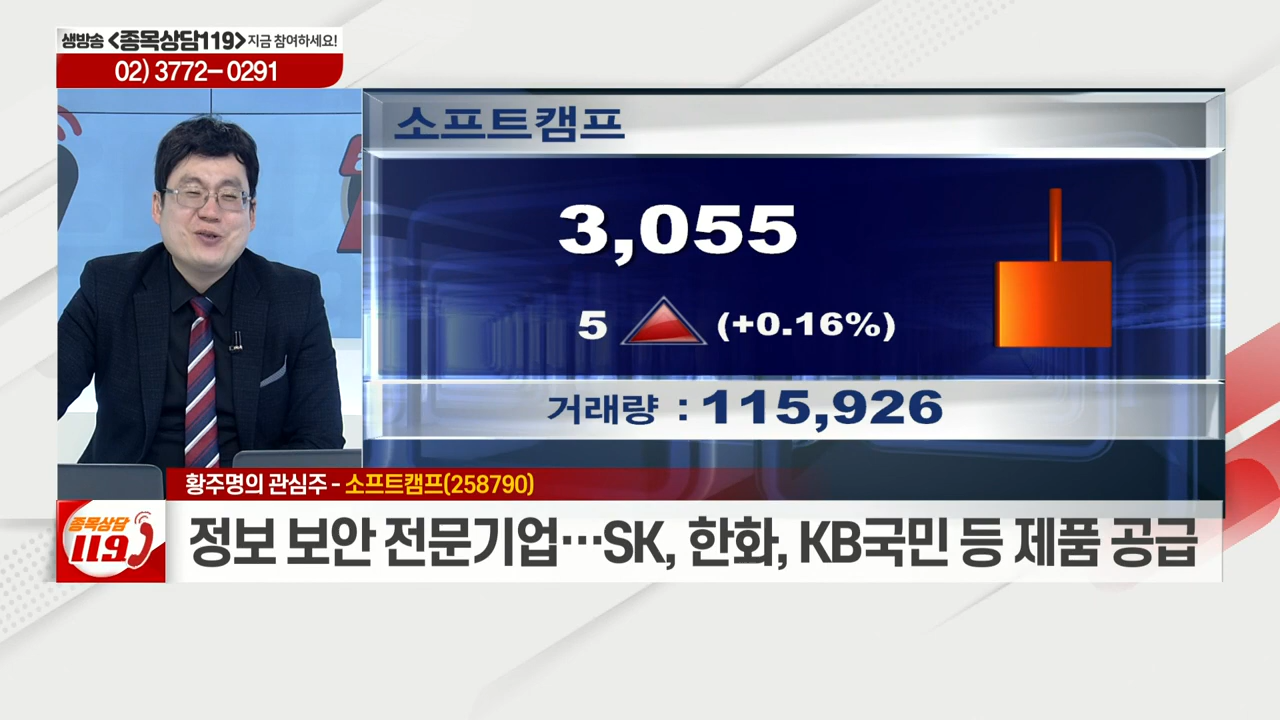 생방송 <종목상담119> 지금 참여하세요!
02) 3772-0291
소프트캠프
3,055
5 (+0.16%)
거래량 : 115,926
황주명의 관심주 - 소프트캠프(258790)
종목상담
119
정보 보안 전문기업…SK, 한화, KB국민 등 제품 공급